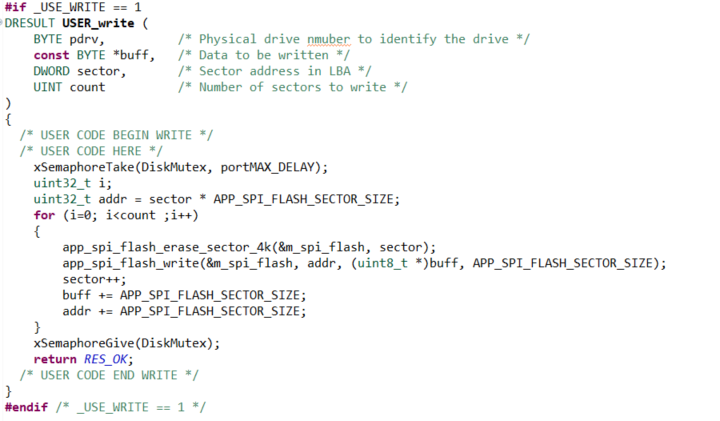 #if _USE_WRITE == 1
DRESULT USER_write (
    BYTE pdrv,          /* Physical drive nmuber to identify the drive */
    const BYTE *buff,   /* Data to be written */
    DWORD sector,       /* Sector address in LBA */
    UINT count          /* Number of sectors to write */
)
{
  /* USER CODE BEGIN WRITE */
  /* USER CODE HERE */
    xSemaphoreTake(DiskMutex, portMAX_DELAY);
    uint32_t i;
    uint32_t addr = sector * APP_SPI_FLASH_SECTOR_SIZE;
    for (i=0; i<count ;i++)
    {
        app_spi_flash_erase_sector_4k(&m_spi_flash, sector);
        app_spi_flash_write(&m_spi_flash, addr, (uint8_t *)buff, APP_SPI_FLASH_SECTOR_SIZE);
        sector++;
        buff += APP_SPI_FLASH_SECTOR_SIZE;
        addr += APP_SPI_FLASH_SECTOR_SIZE;
    }
    xSemaphoreGive(DiskMutex);
    return RES_OK;
  /* USER CODE END WRITE */
}
#endif /* _USE_WRITE == 1 */